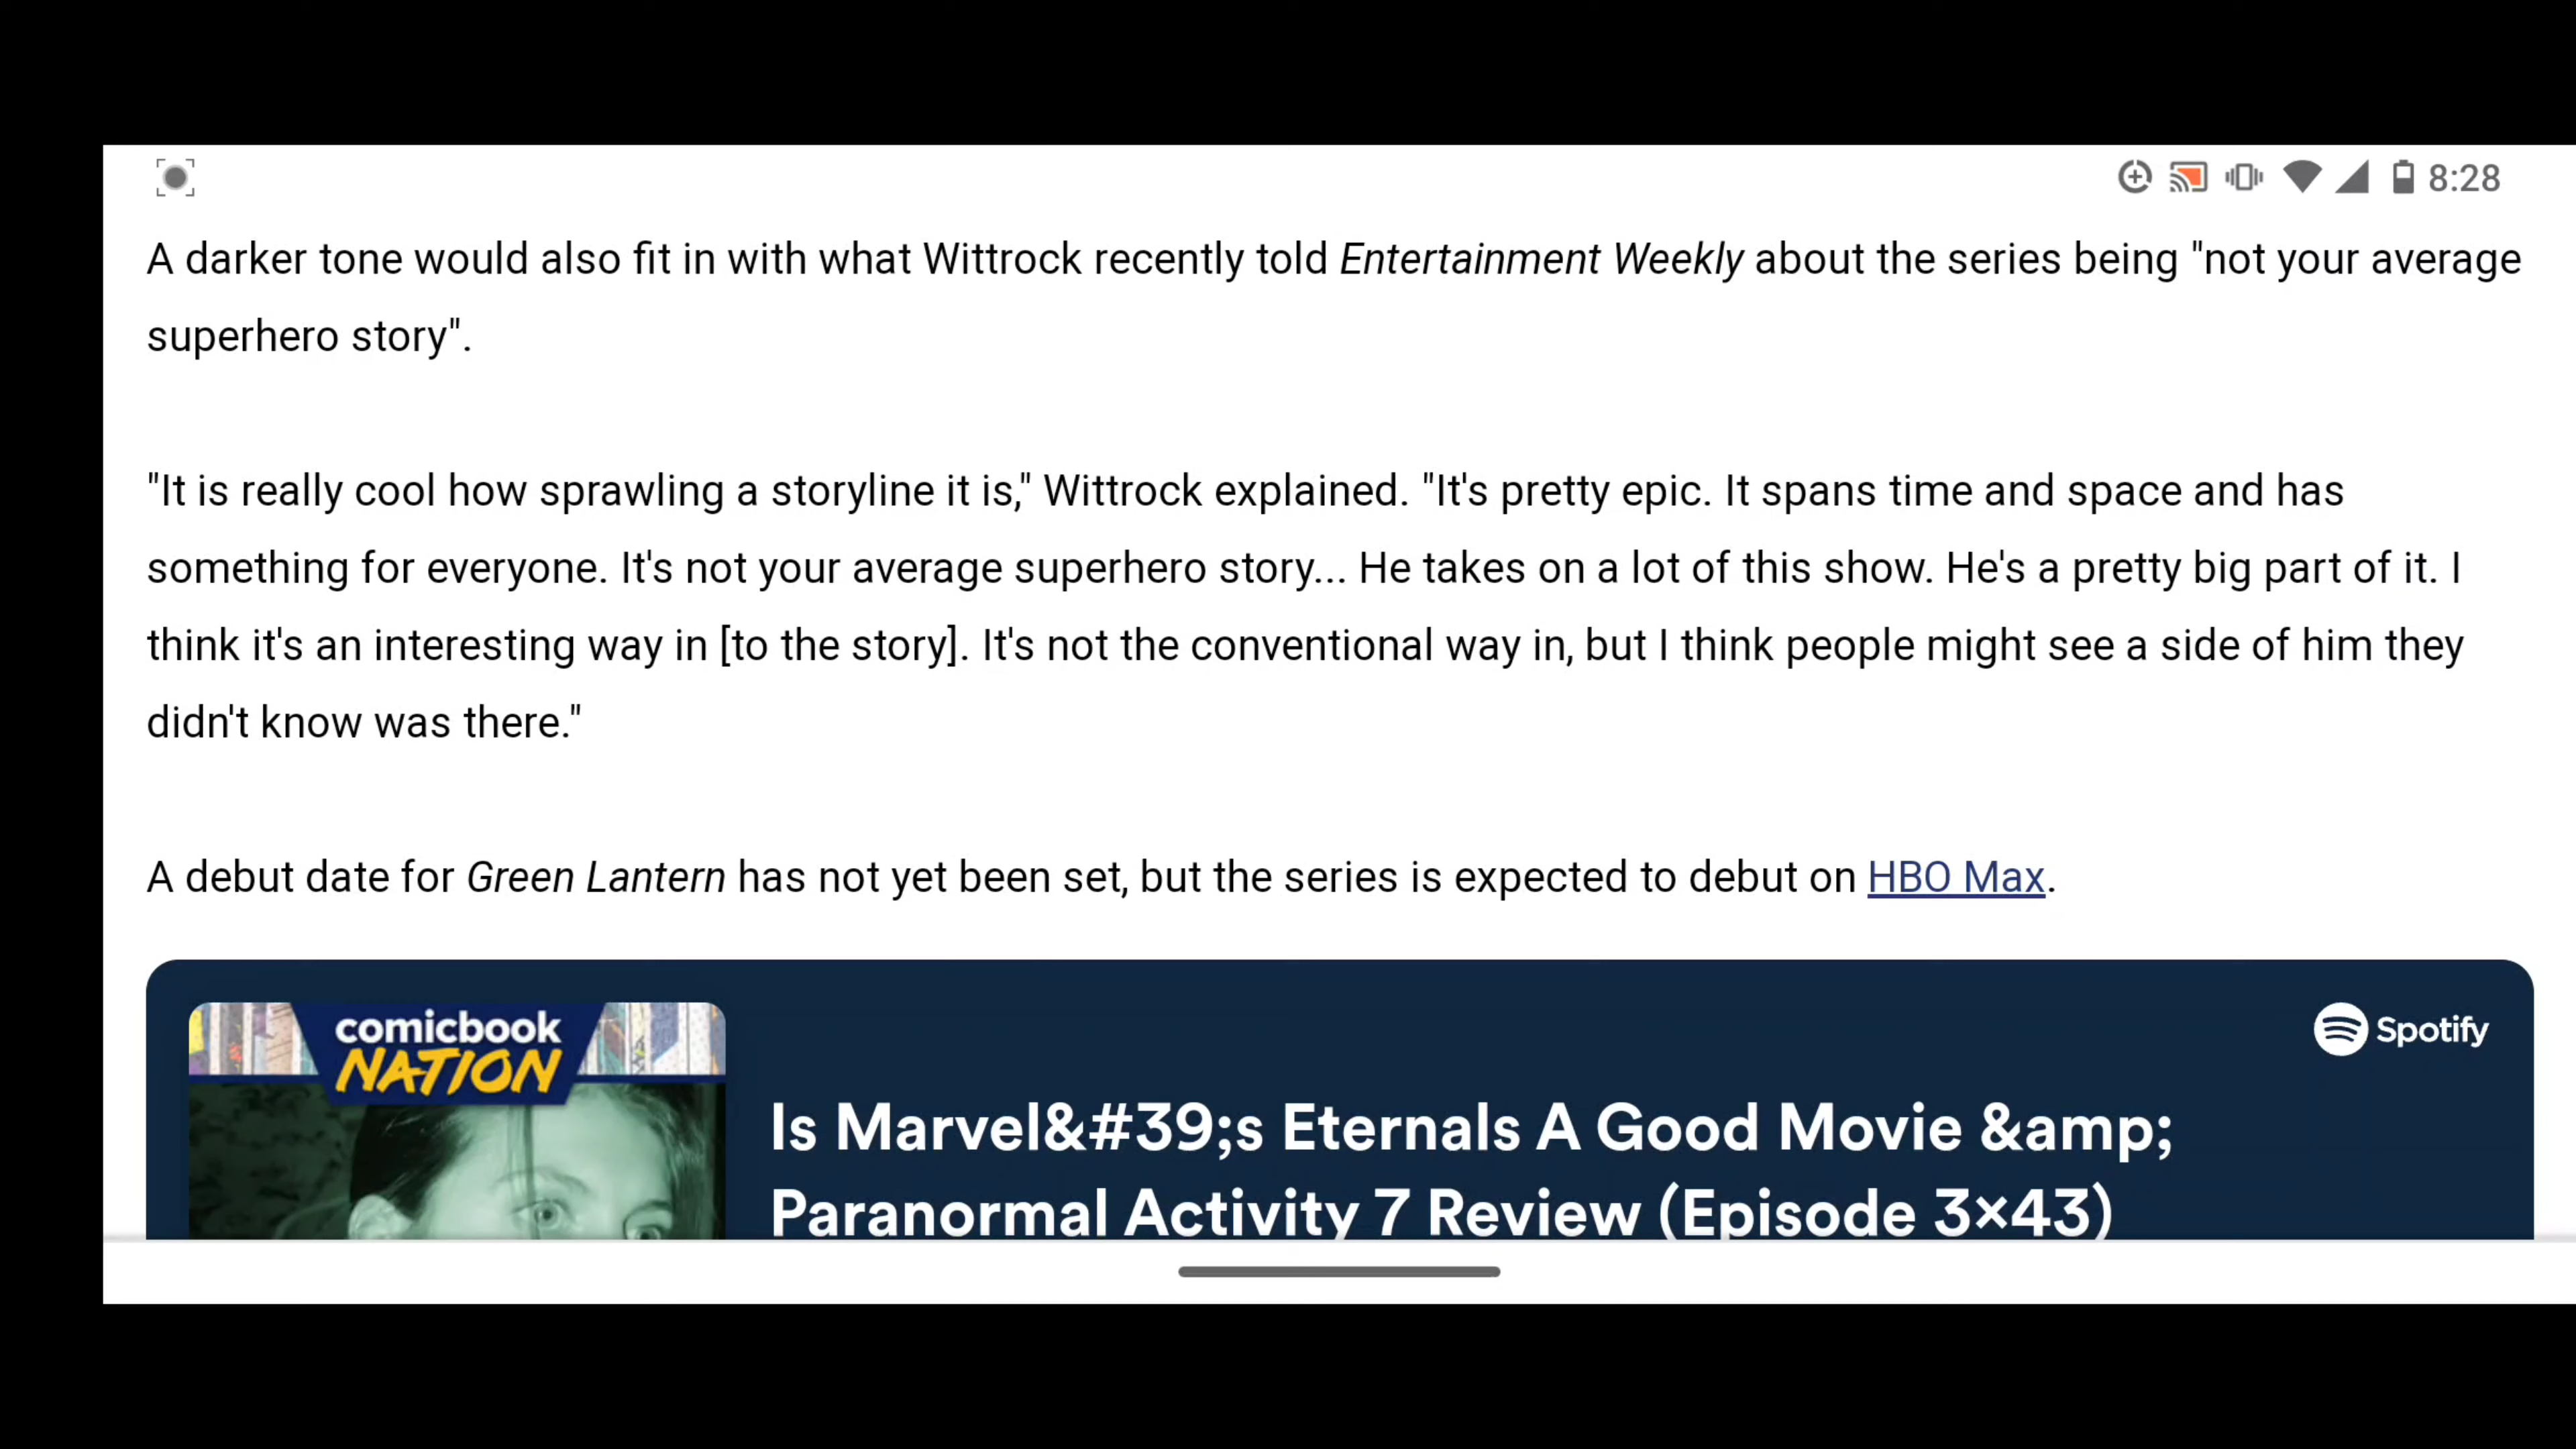 8:28
A darker tone would also fit in with what Wittrock recently told Entertainment Weekly about the series being "not your average
superhero story".
"It is really cool how sprawling a storyline it is," Wittrock explained. "It's pretty epic. It spans time and space and has
something for everyone. It's not your average superhero story... He takes on a lot of this show. He's a pretty big part of it. I
think it's an interesting way in [to the story]. It's not the conventional way in, but I think people might see a side of him they
didn't know was there."
A debut date for Green Lantern has not yet been set, but the series is expected to debut on HBO Max.
comicbook
NATION
Spotify
Is Marvel&#39;s Eternals A Good Movie &amp;
Paranormal Activity 7 Review (Episode 3×43)